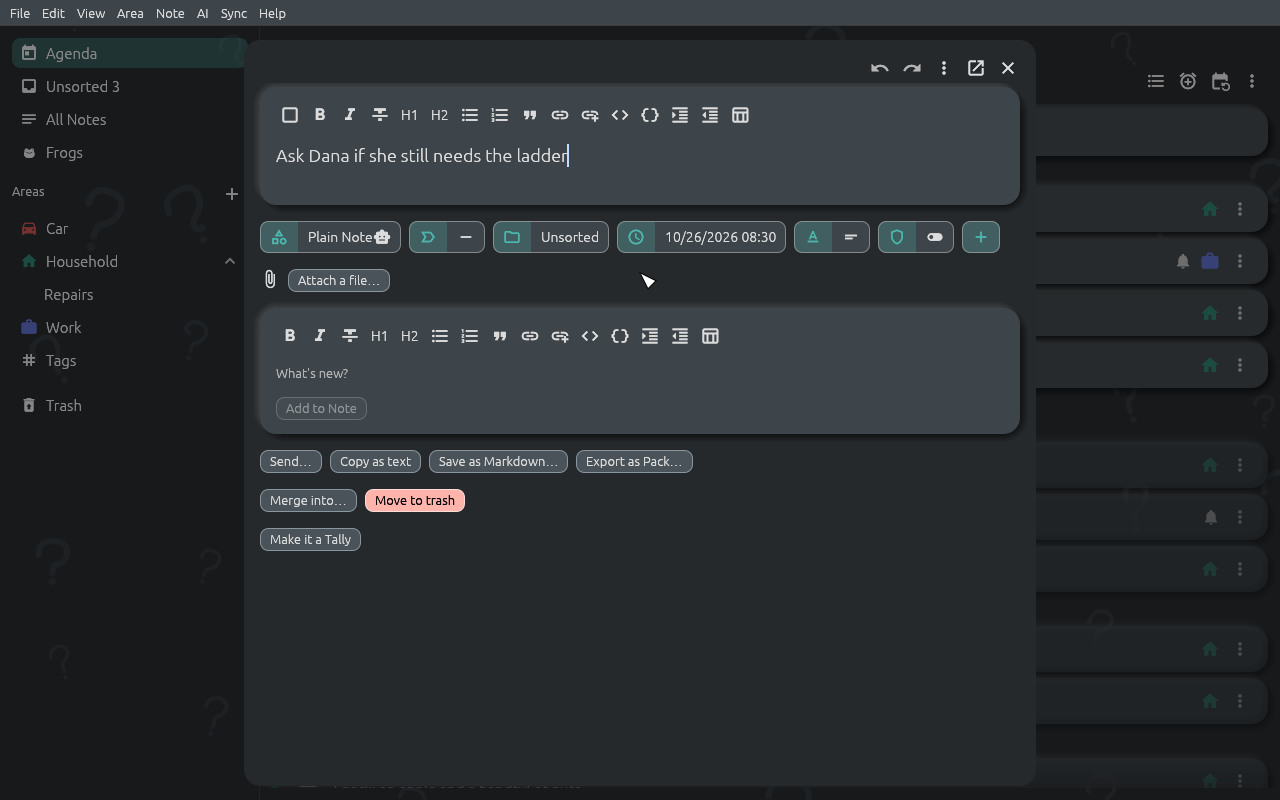 File Edit View Area Note AI Sync Help
Agenda
Unsorted 3
All Notes
Frogs
Areas
Car
Household
Repairs
Work
Tags
Trash
H1 H2
Ask Dana if she still needs the ladder
Plain Note
Unsorted
10/26/2026 08:30
Attach a file…
H1 H2
What's new?
Add to Note
Send…
Copy as text
Save as Markdown…
Export as Pack…
Merge into…
Move to trash
Make it a Tally